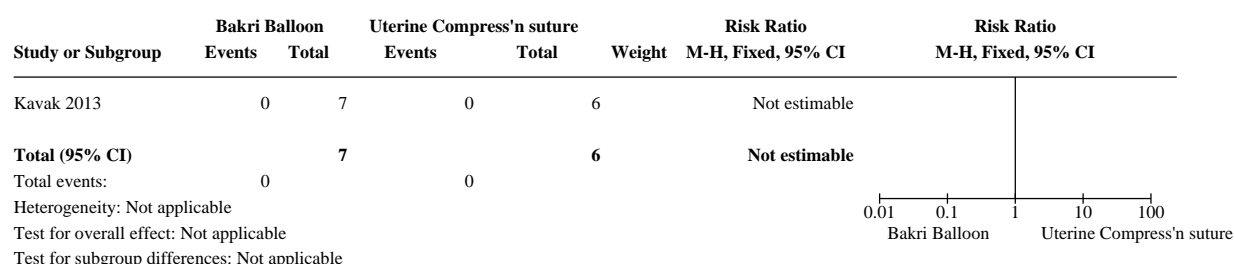 Bakri Balloon Uterine Compress'n suture Risk Ratio Risk Ratio
Study or Subgroup Events Total Events Total Weight M-H, Fixed, 95% CI M-H, Fixed, 95% CI
Kavak 2013 0 7 0 6 Not estimable
Total (95% CI) 7 6 Not estimable
Total events: 0 0
Heterogeneity: Not applicable
0.01 0.1 1 10 100
Test for overall effect: Not applicable Bakri Balloon Uterine Compress'n suture
Test for subgroup differences: Not applicable